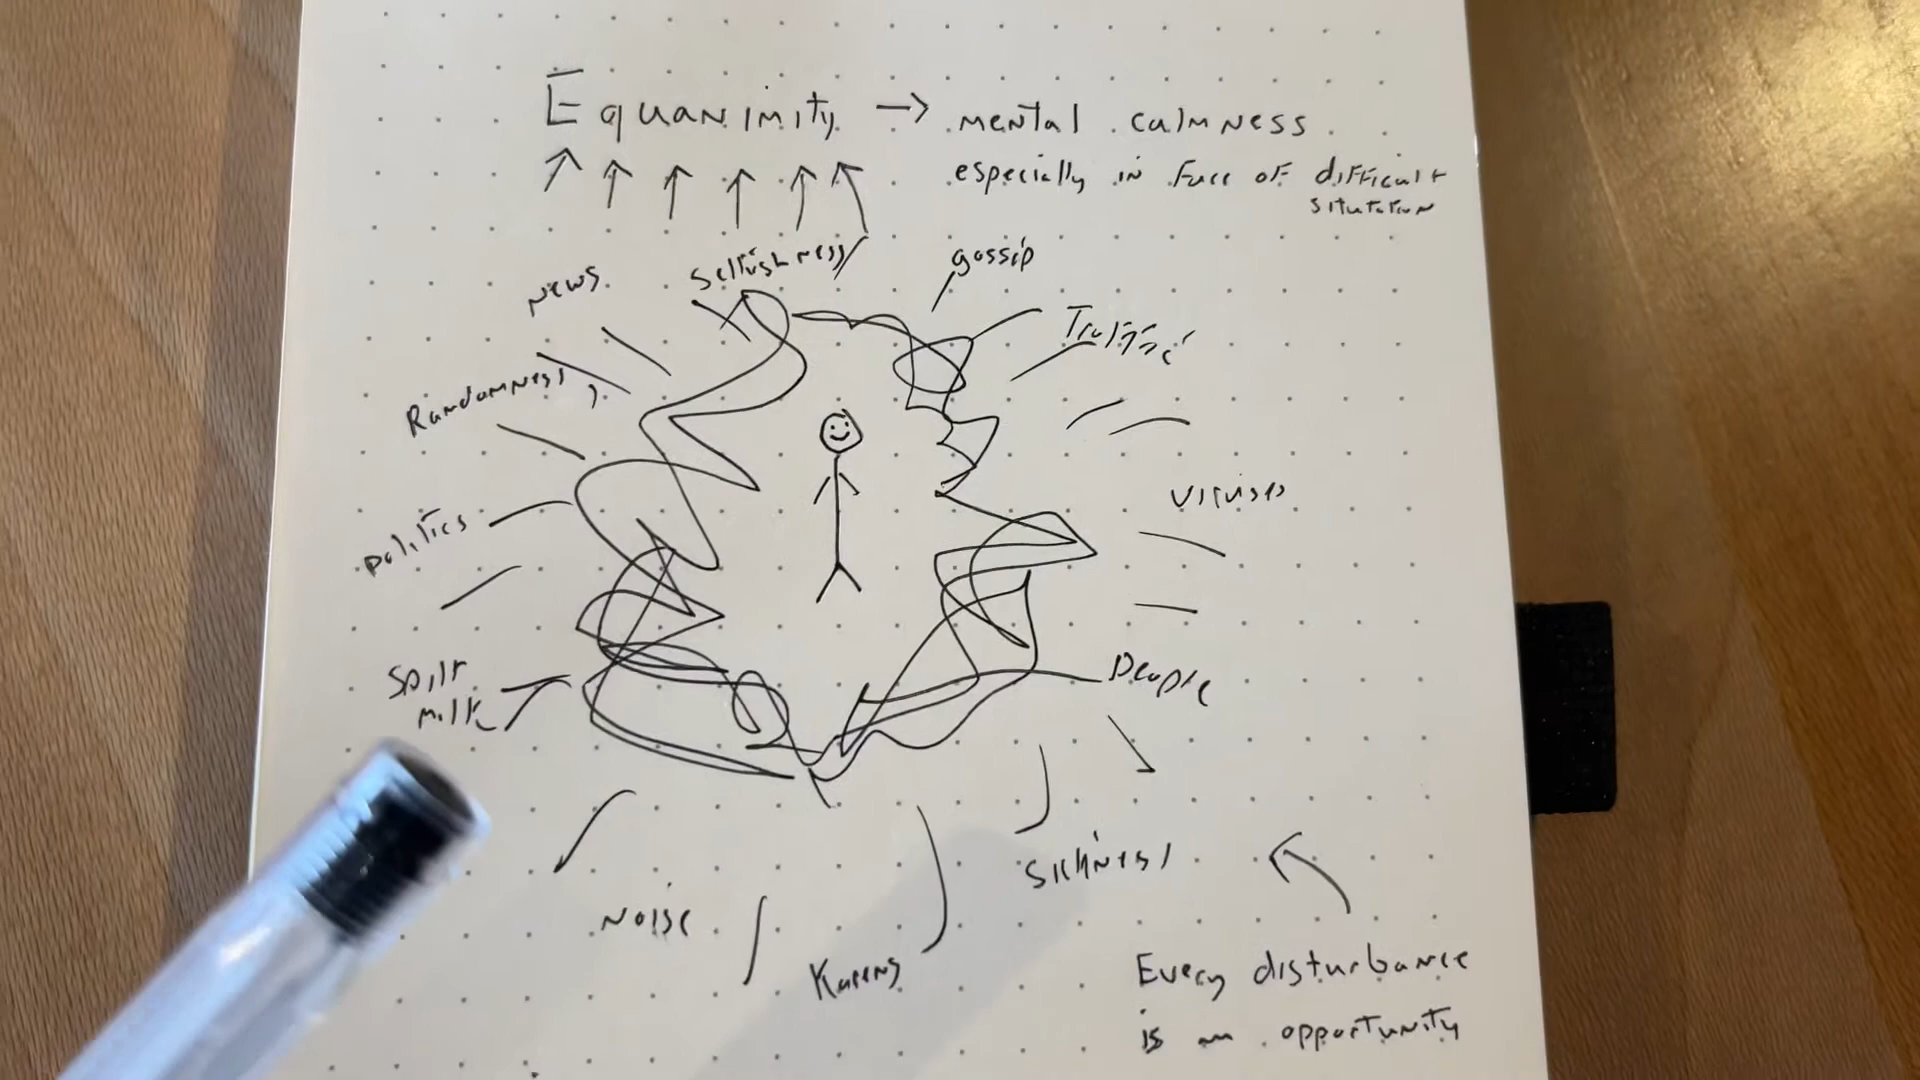 Equanimity → mental calmness
especially in face of difficult
situtation
Selfishness
gossip
News
Traffic
Randomness
Viruses
politics
Spilt
milk
People
Sickness
Noise
Karens
Every disturbance
is an opportunity